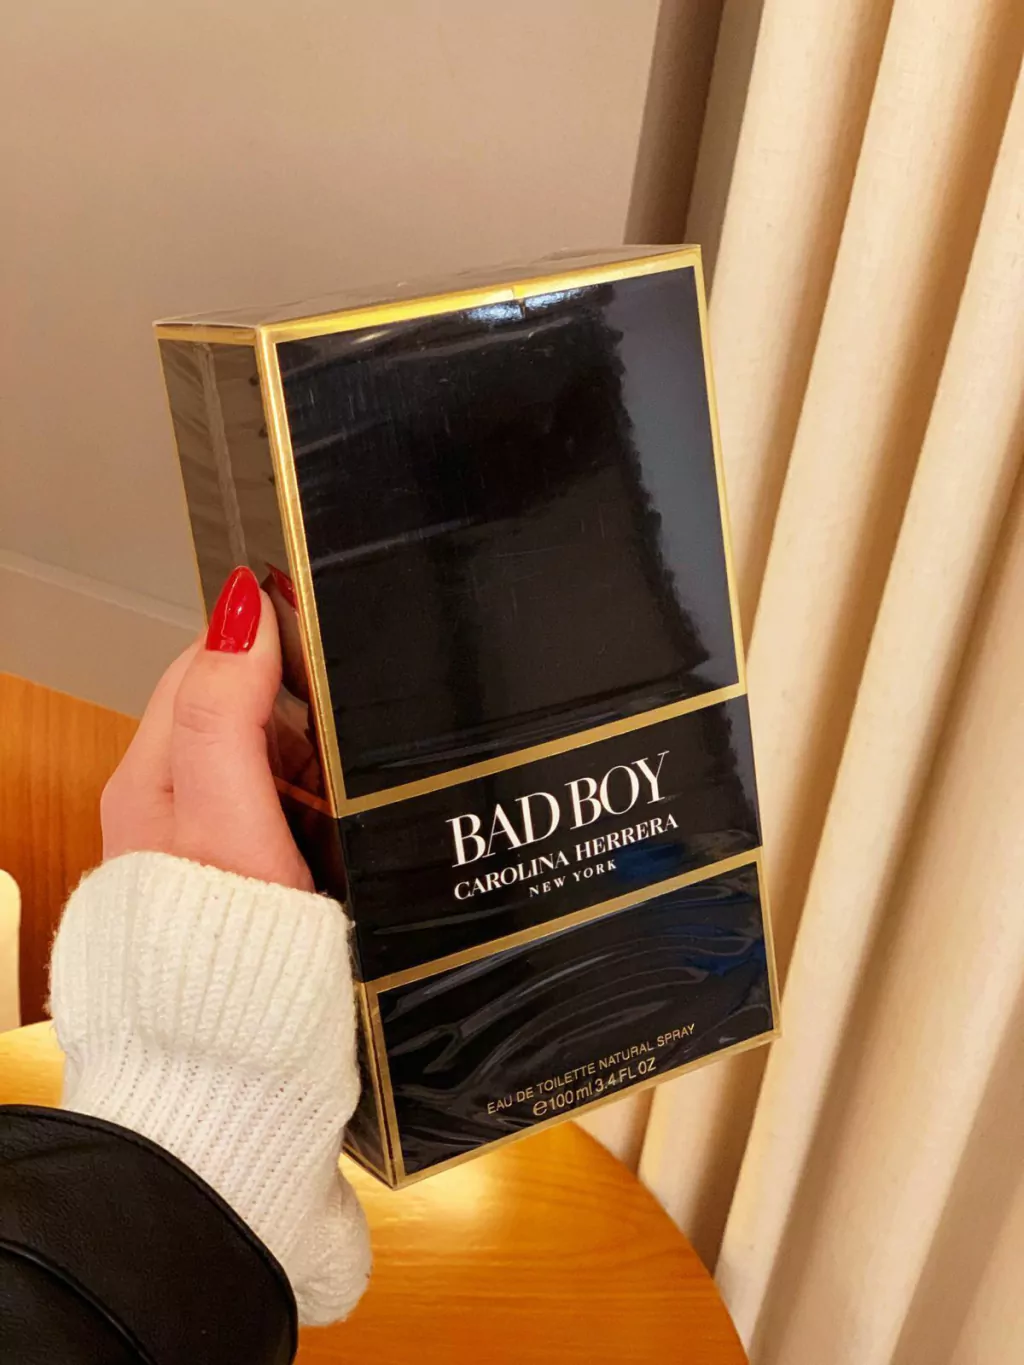 BAD BOY
CAROLINA HERRERA
NEW YORK
EAU DE TOILETTE NATURAL SPRAY
℮100 ml 3.4 FL OZ